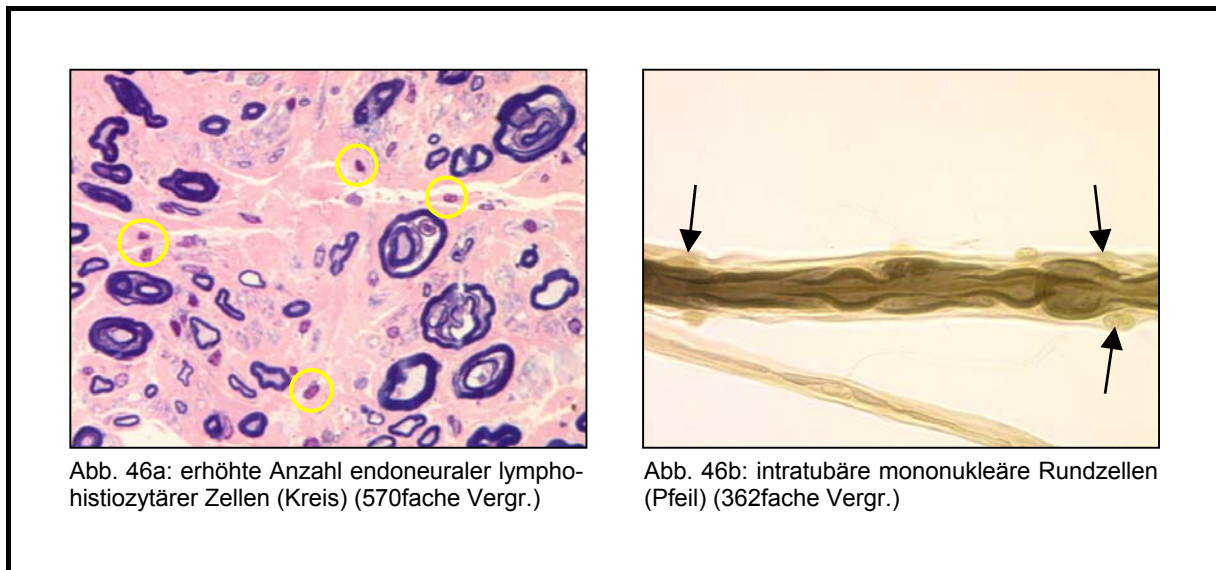 Abb. 46a: erhöhte Anzahl endoneuraler lympho-
histiozytärer Zellen (Kreis) (570fache Vergr.)
Abb. 46b: intratubäre mononukleäre Rundzellen
(Pfeil) (362fache Vergr.)